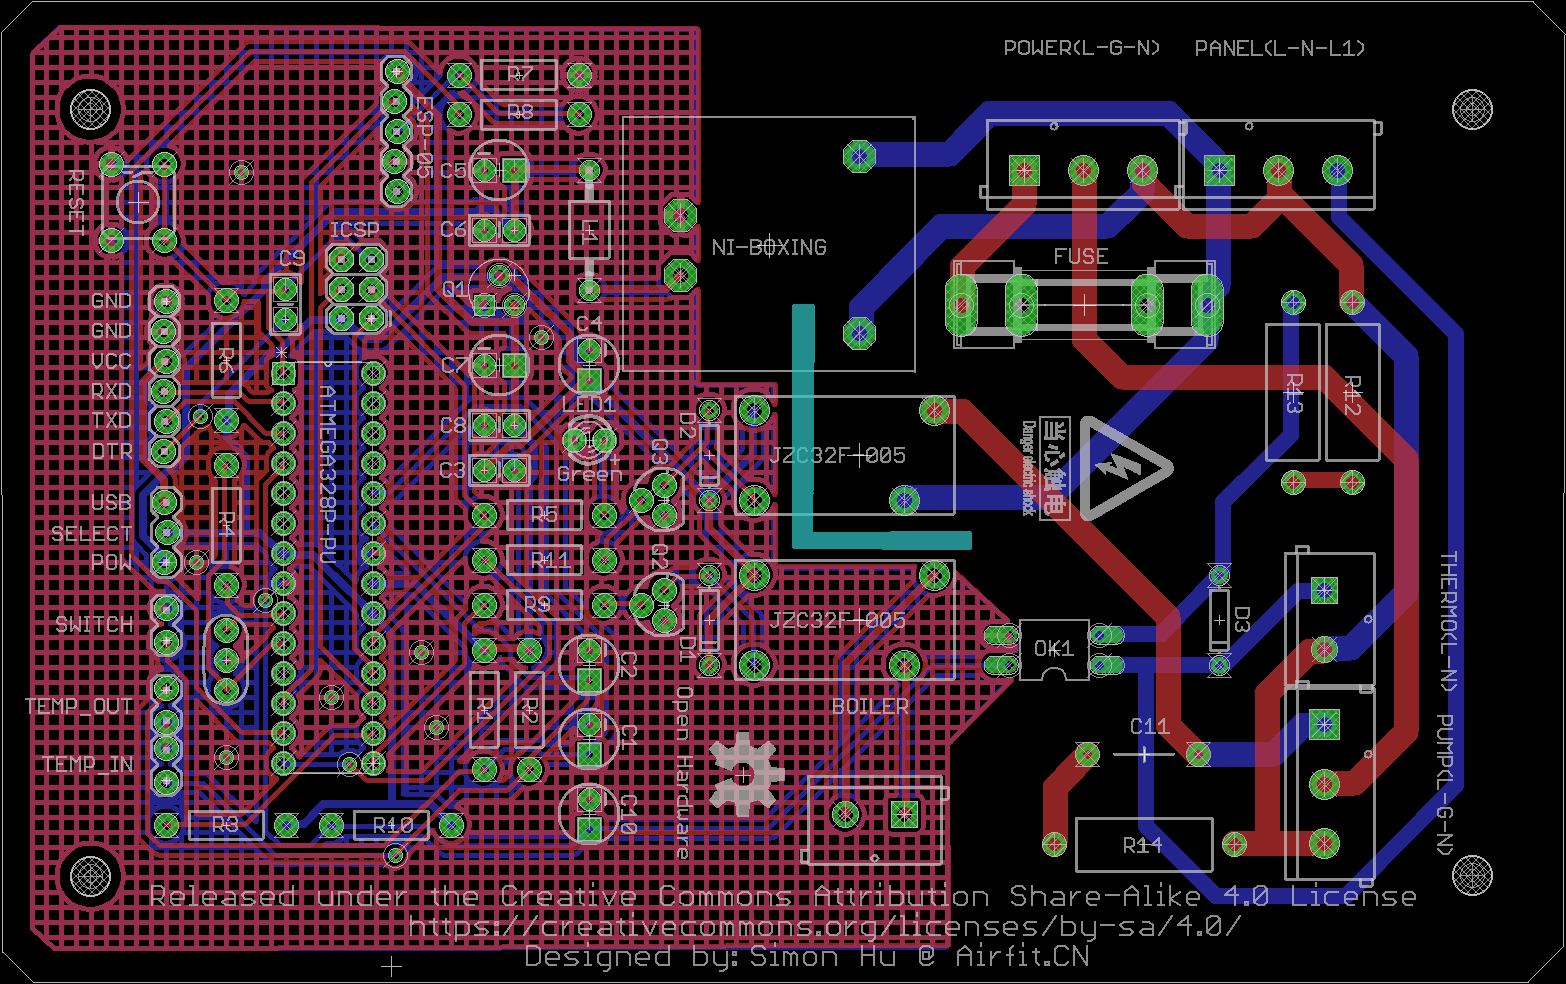 POWER(L-G-N)
PANEL(L-N-L1)
R7
R8
ESP-05
C5
RESET
ICSP
C6
L1
NI-BOXING
C9
FUSE
Q1
GND
GND
VCC
RXD
TXD
DTR
R6
C7
C4
LED1
Green
+
C8
C3
D2
Q3
JZC32F-005
R13
R12
ATMEGA328P-PU
当心触电
Danger electric shock
USB
SELECT
POW
R4
R5
R11
R9
Q2
SWITCH
D1
JZC32F-005
OK1
D3
THERMO(L-N)
PUMP(L-G-N)
TEMP_OUT
TEMP_IN
R1
R2
C2
C1
C10
Open Hardware
BOILER
C11
R3
R10
R14
Released under the Creative Commons Attribution Share-Alike 4.0 License
https://creativecommons.org/licenses/by-sa/4.0/
Designed by: Simon Hu @ Airfit.CN